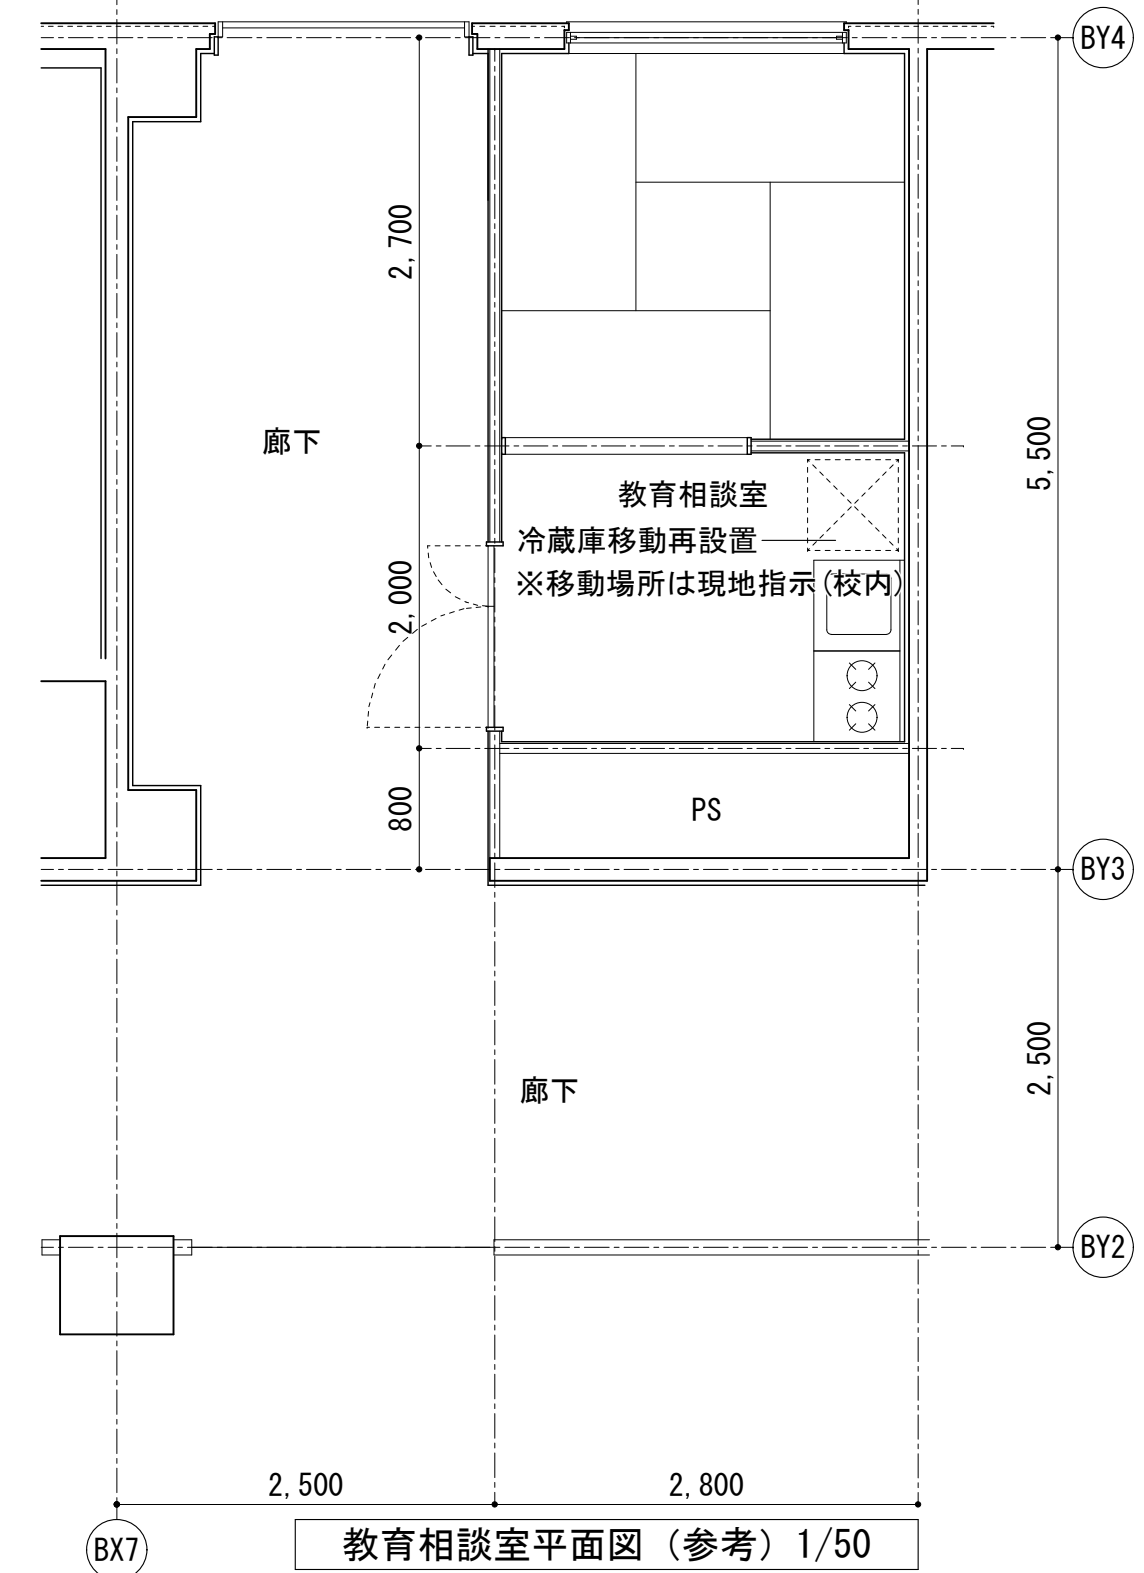 BY4
2,700
廊下
5,500
教育相談室
冷蔵庫移動再設置
※移動場所は現地指示(校内)
2,000
800
PS
BY3
2,500
廊下
BY2
2,500
2,800
BX7
教育相談室平面図（参考）1/50